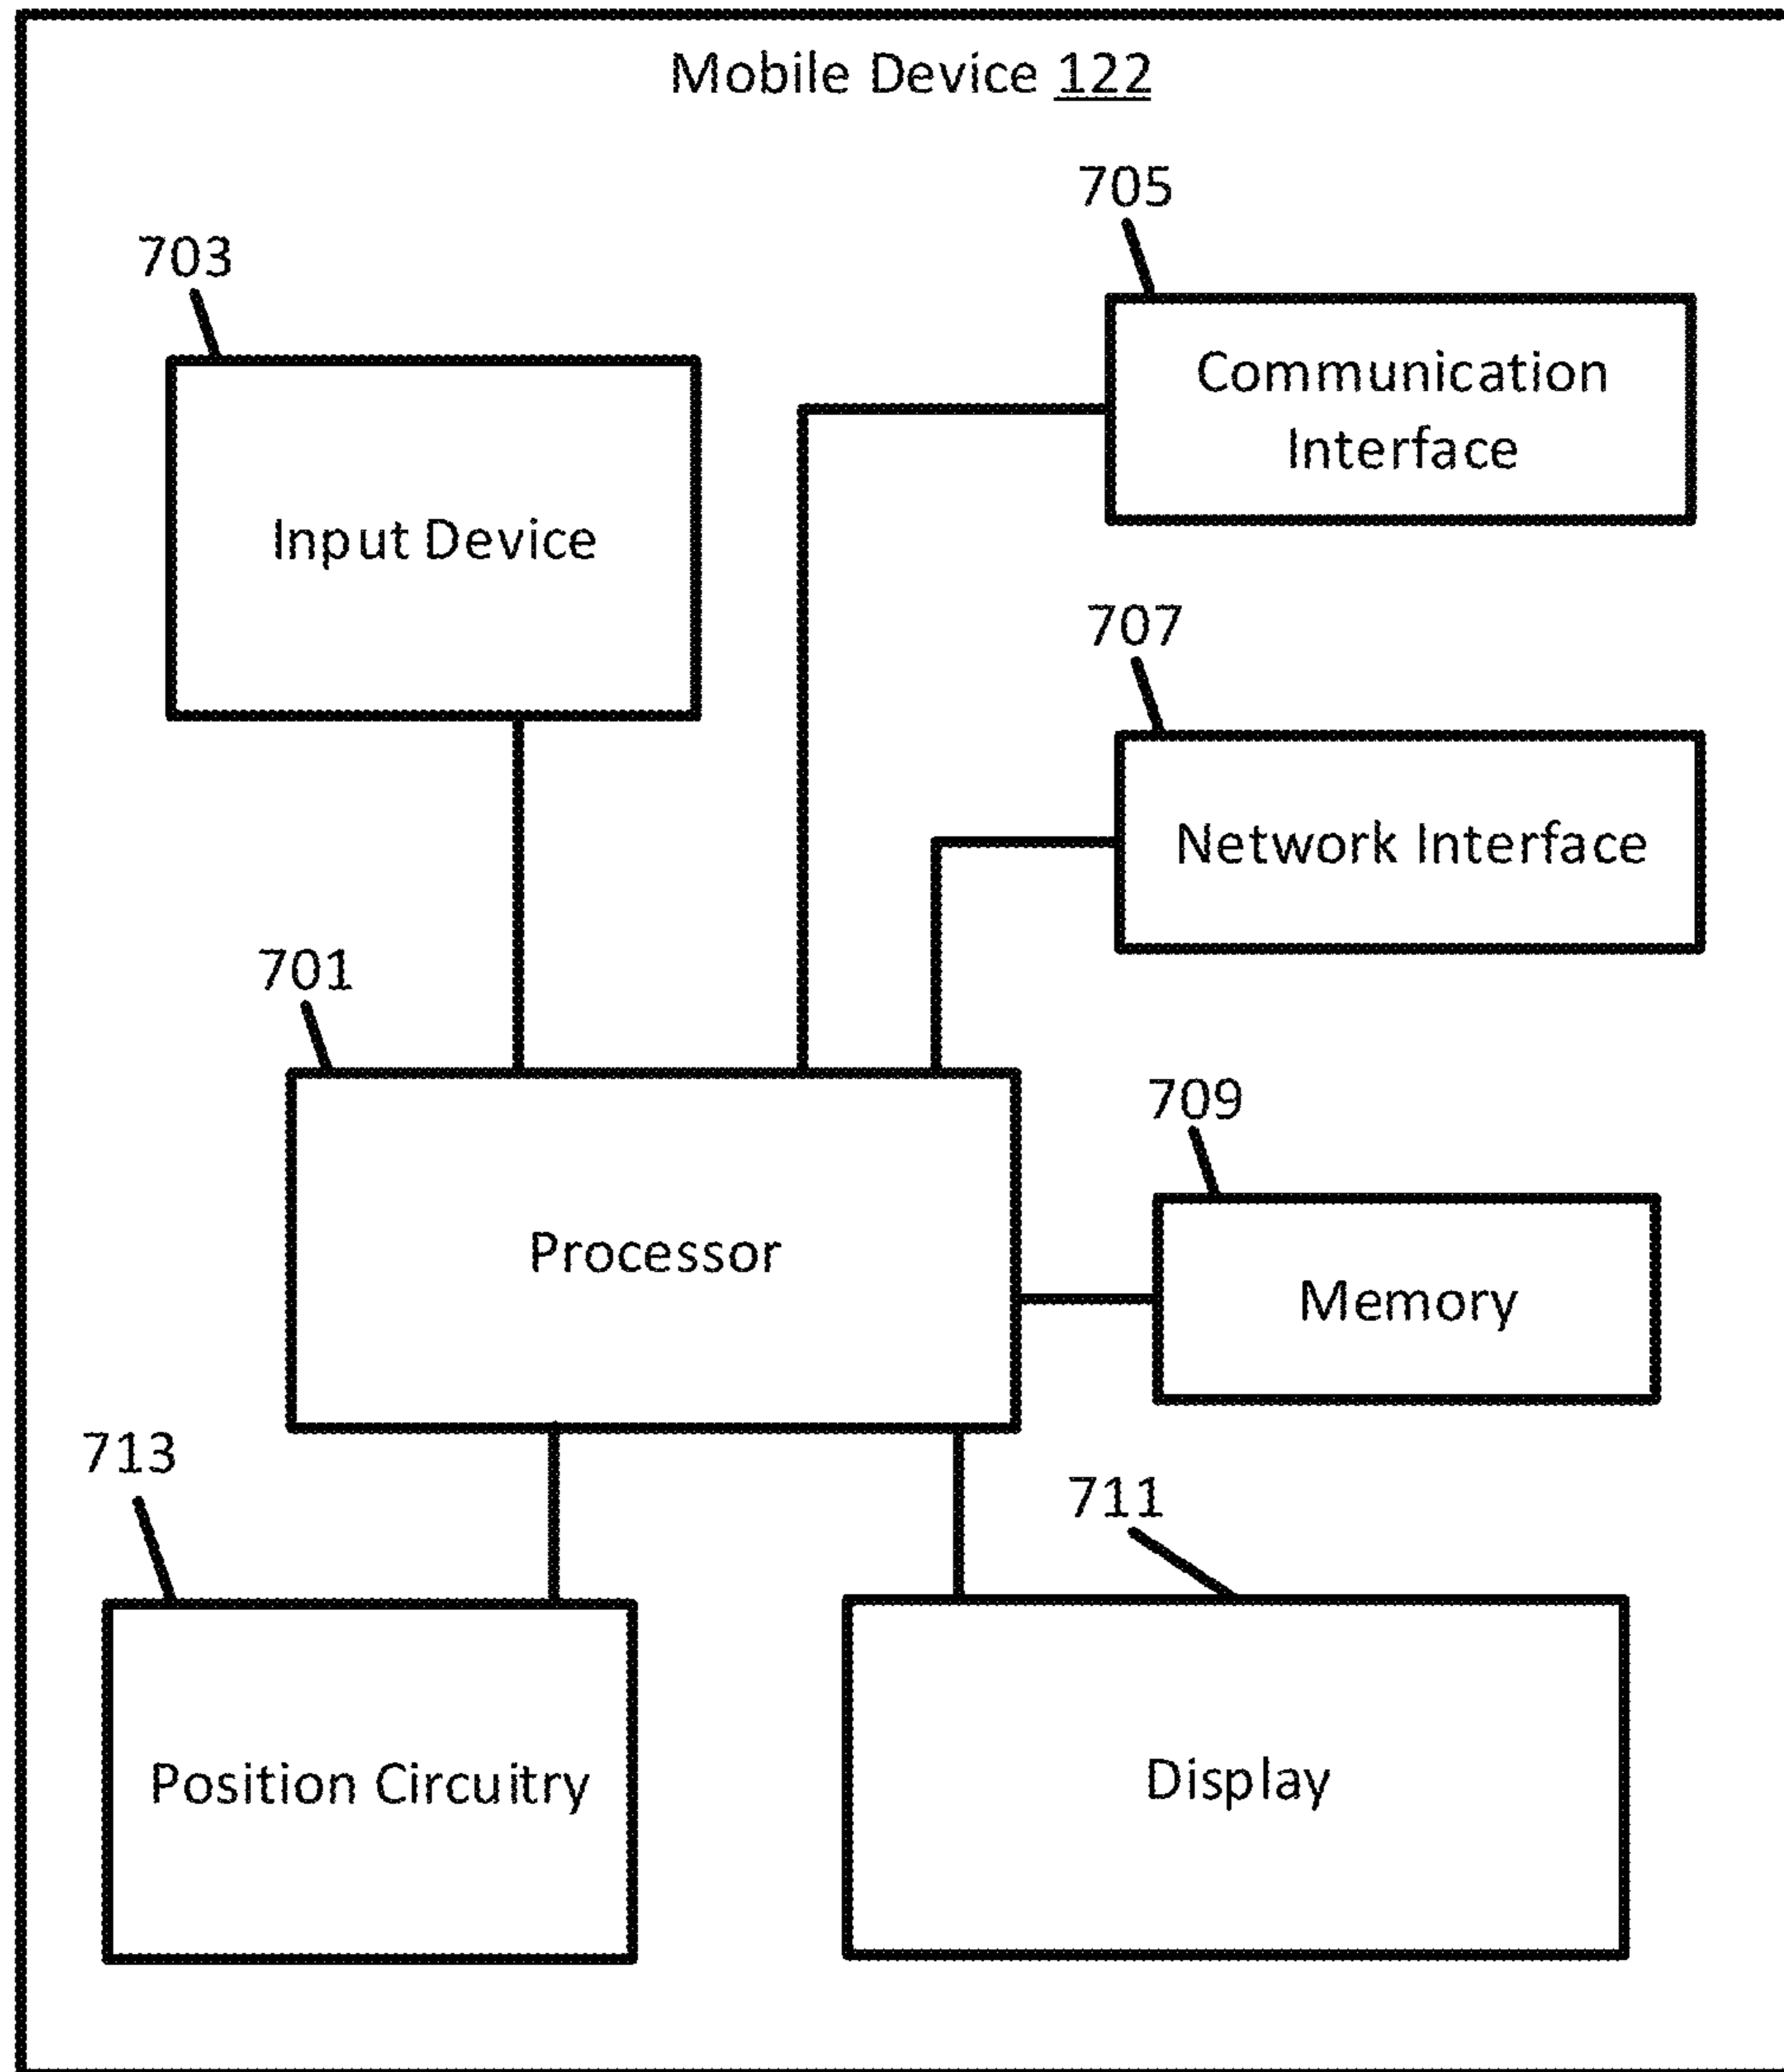 Mobile Device 122
705
703
Communication
Interface
Input Device
707
Network Interface
701
709
Processor
Memory
713
711
Position Circuitry
Display